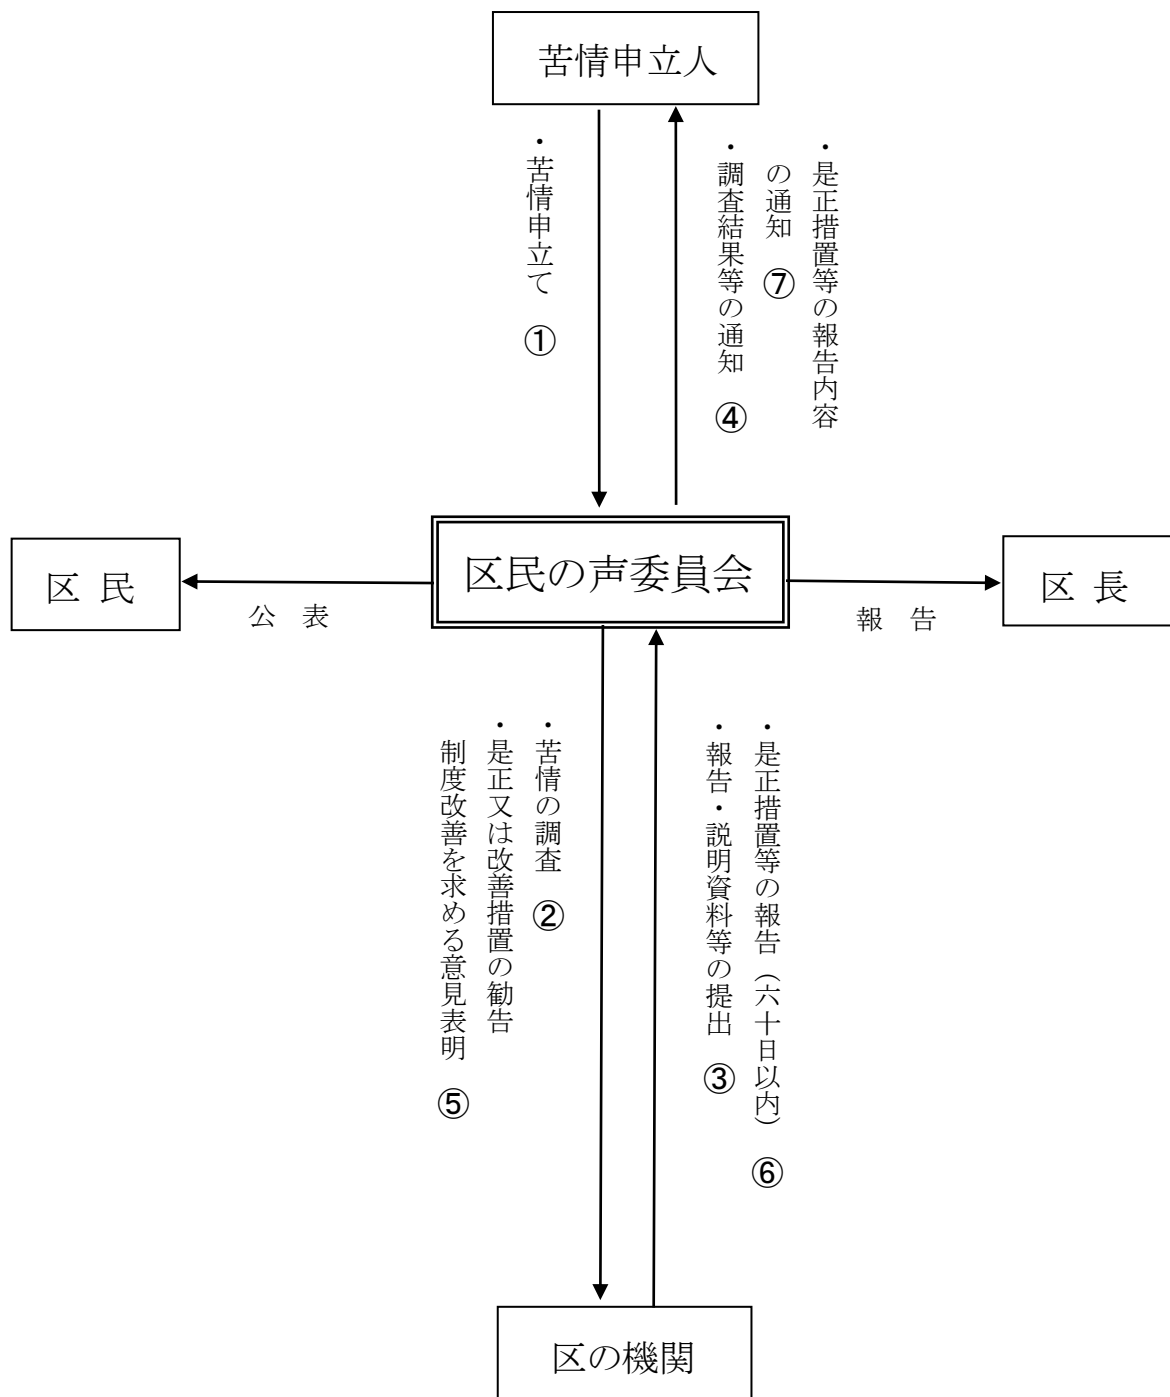 苦情申立人
・苦情申立て ①
・是正措置等の報告内容
の通知 ⑦
・調査結果等の通知 ④
区民の声委員会
区 民
公 表
区 長
報 告
・苦情の調査 ②
・是正又は改善措置の勧告
制度改善を求める意見表明 ⑤
・是正措置等の報告（六十日以内）⑥
・報告・説明資料等の提出 ③
区の機関